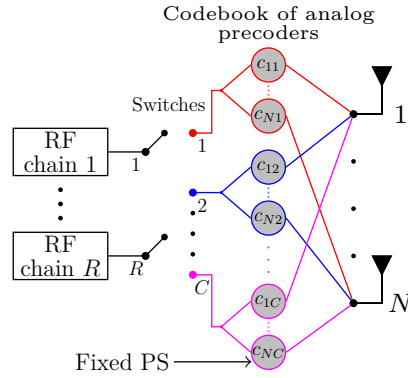 Codebook of analog
precoders
Switches
RF
chain 1
1
RF
chain R
R
1
2
C
c11
cN1
c12
cN2
c1C
cNC
1
N
Fixed PS